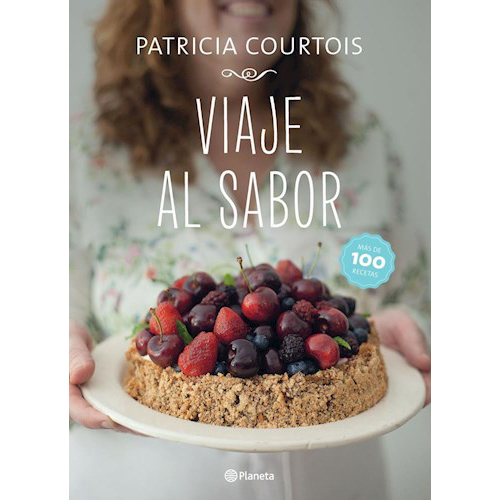 PATRICIA COURTOIS
VIAJE
AL SABOR
MÁS DE
100
RECETAS
Planeta